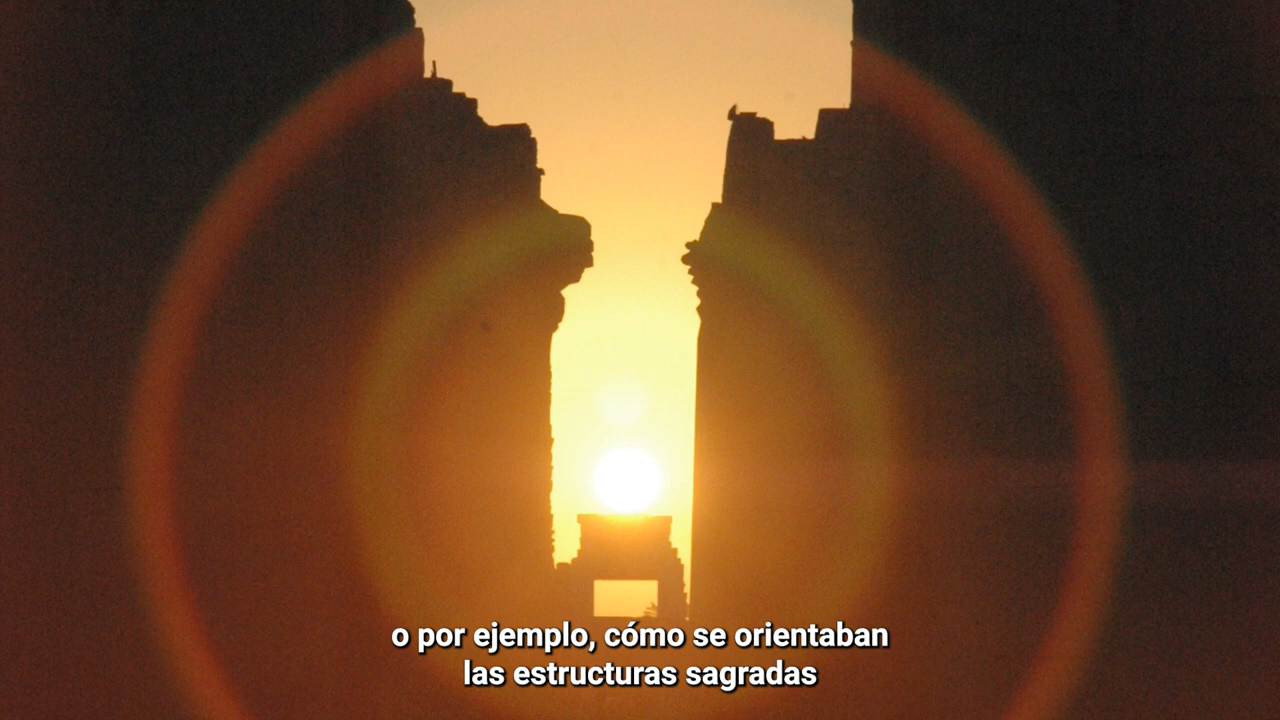 o por ejemplo, cómo se orientaban
las estructuras sagradas